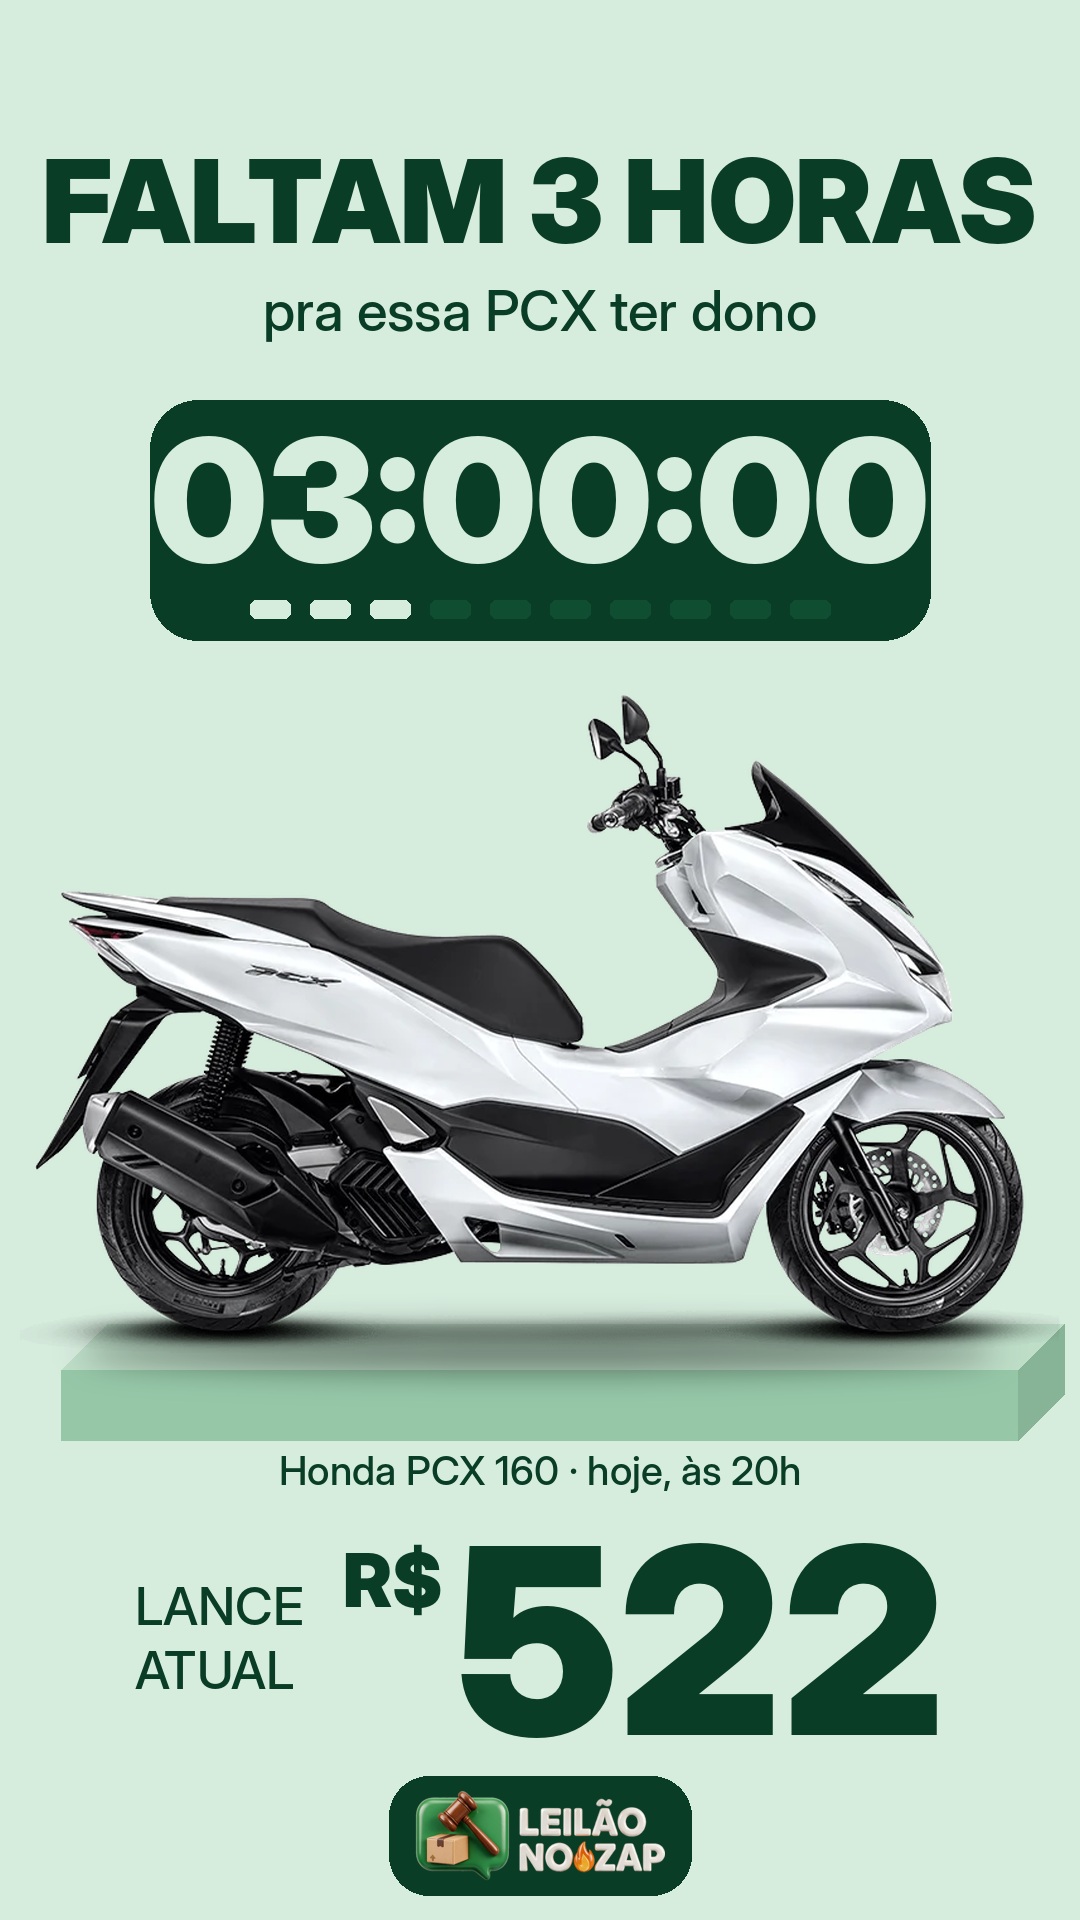 FALTAM 3 HORAS
pra essa PCX ter dono
03:00:00
PCX
Honda PCX 160 · hoje, às 20h
LANCE
ATUAL
R$ 522
LEILÃO
NO ZAP